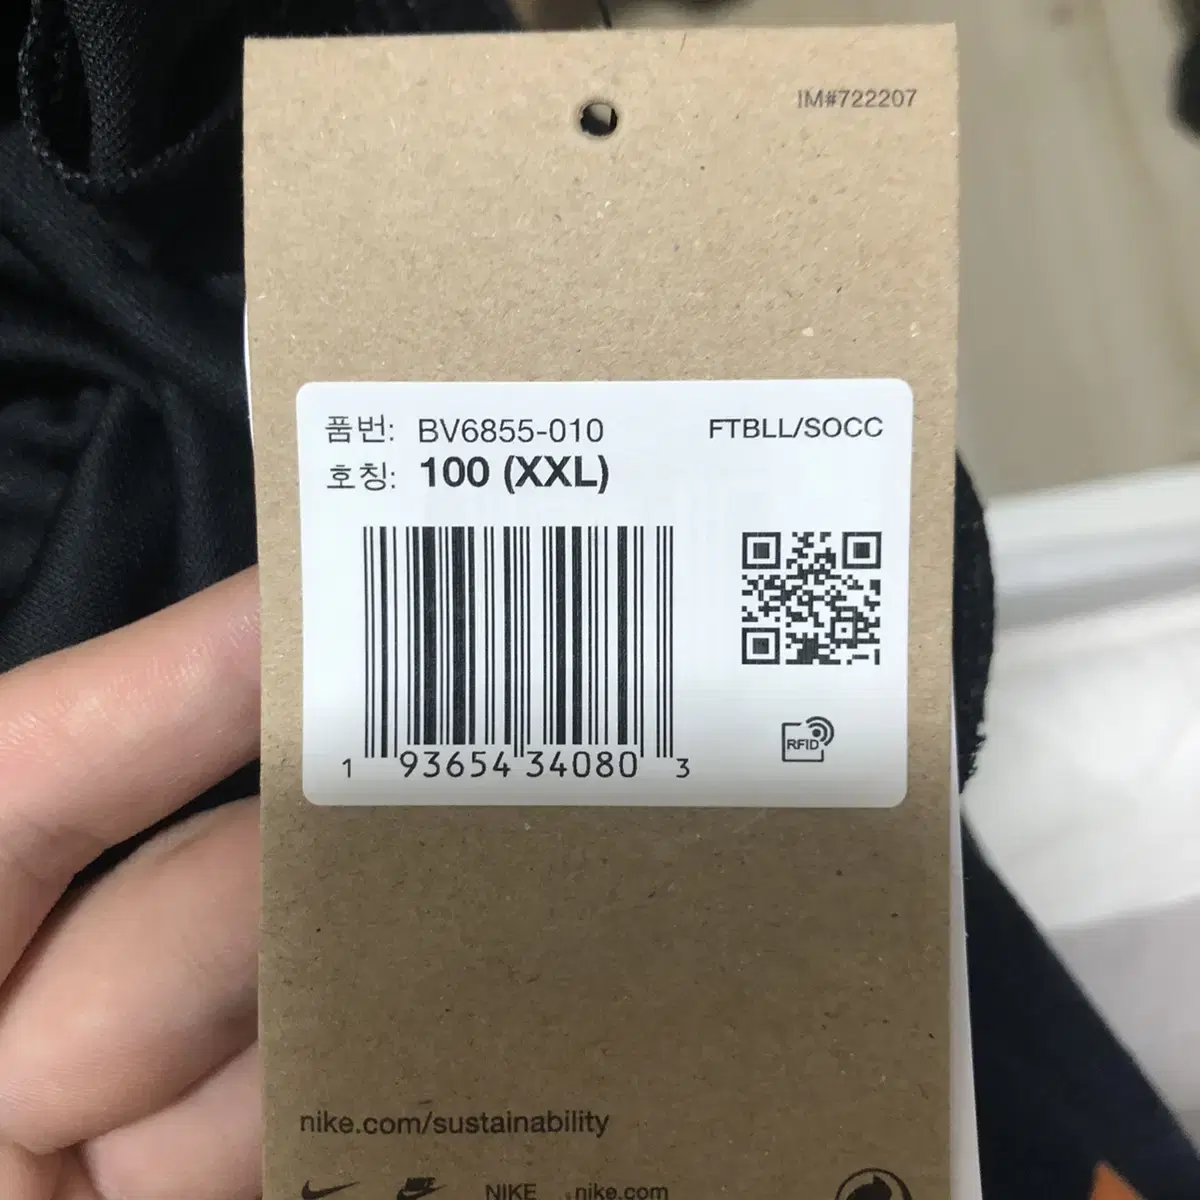 IM#722207
품번: BV6855-010 FTBLL/SOCC
호칭: 100 (XXL)
RFID
1 93654 34080 3
nike.com/sustainability
NIKE nike.com